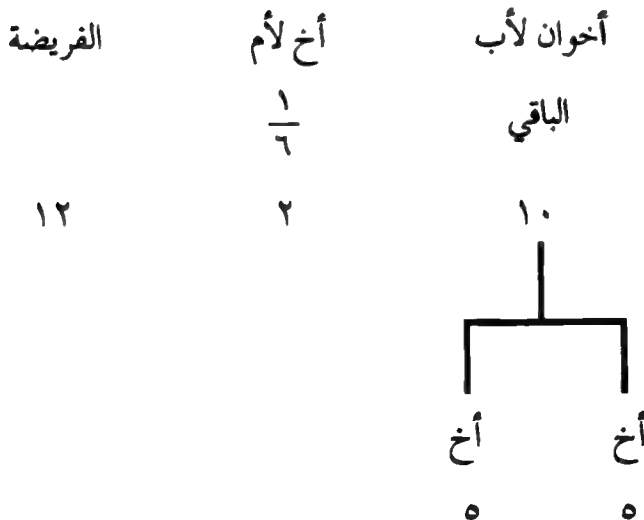 أخوان لأب أخ لأم الفريضة
الباقي ١/٦
١٠ ٢ ١٢
أخ أخ
٥ ٥